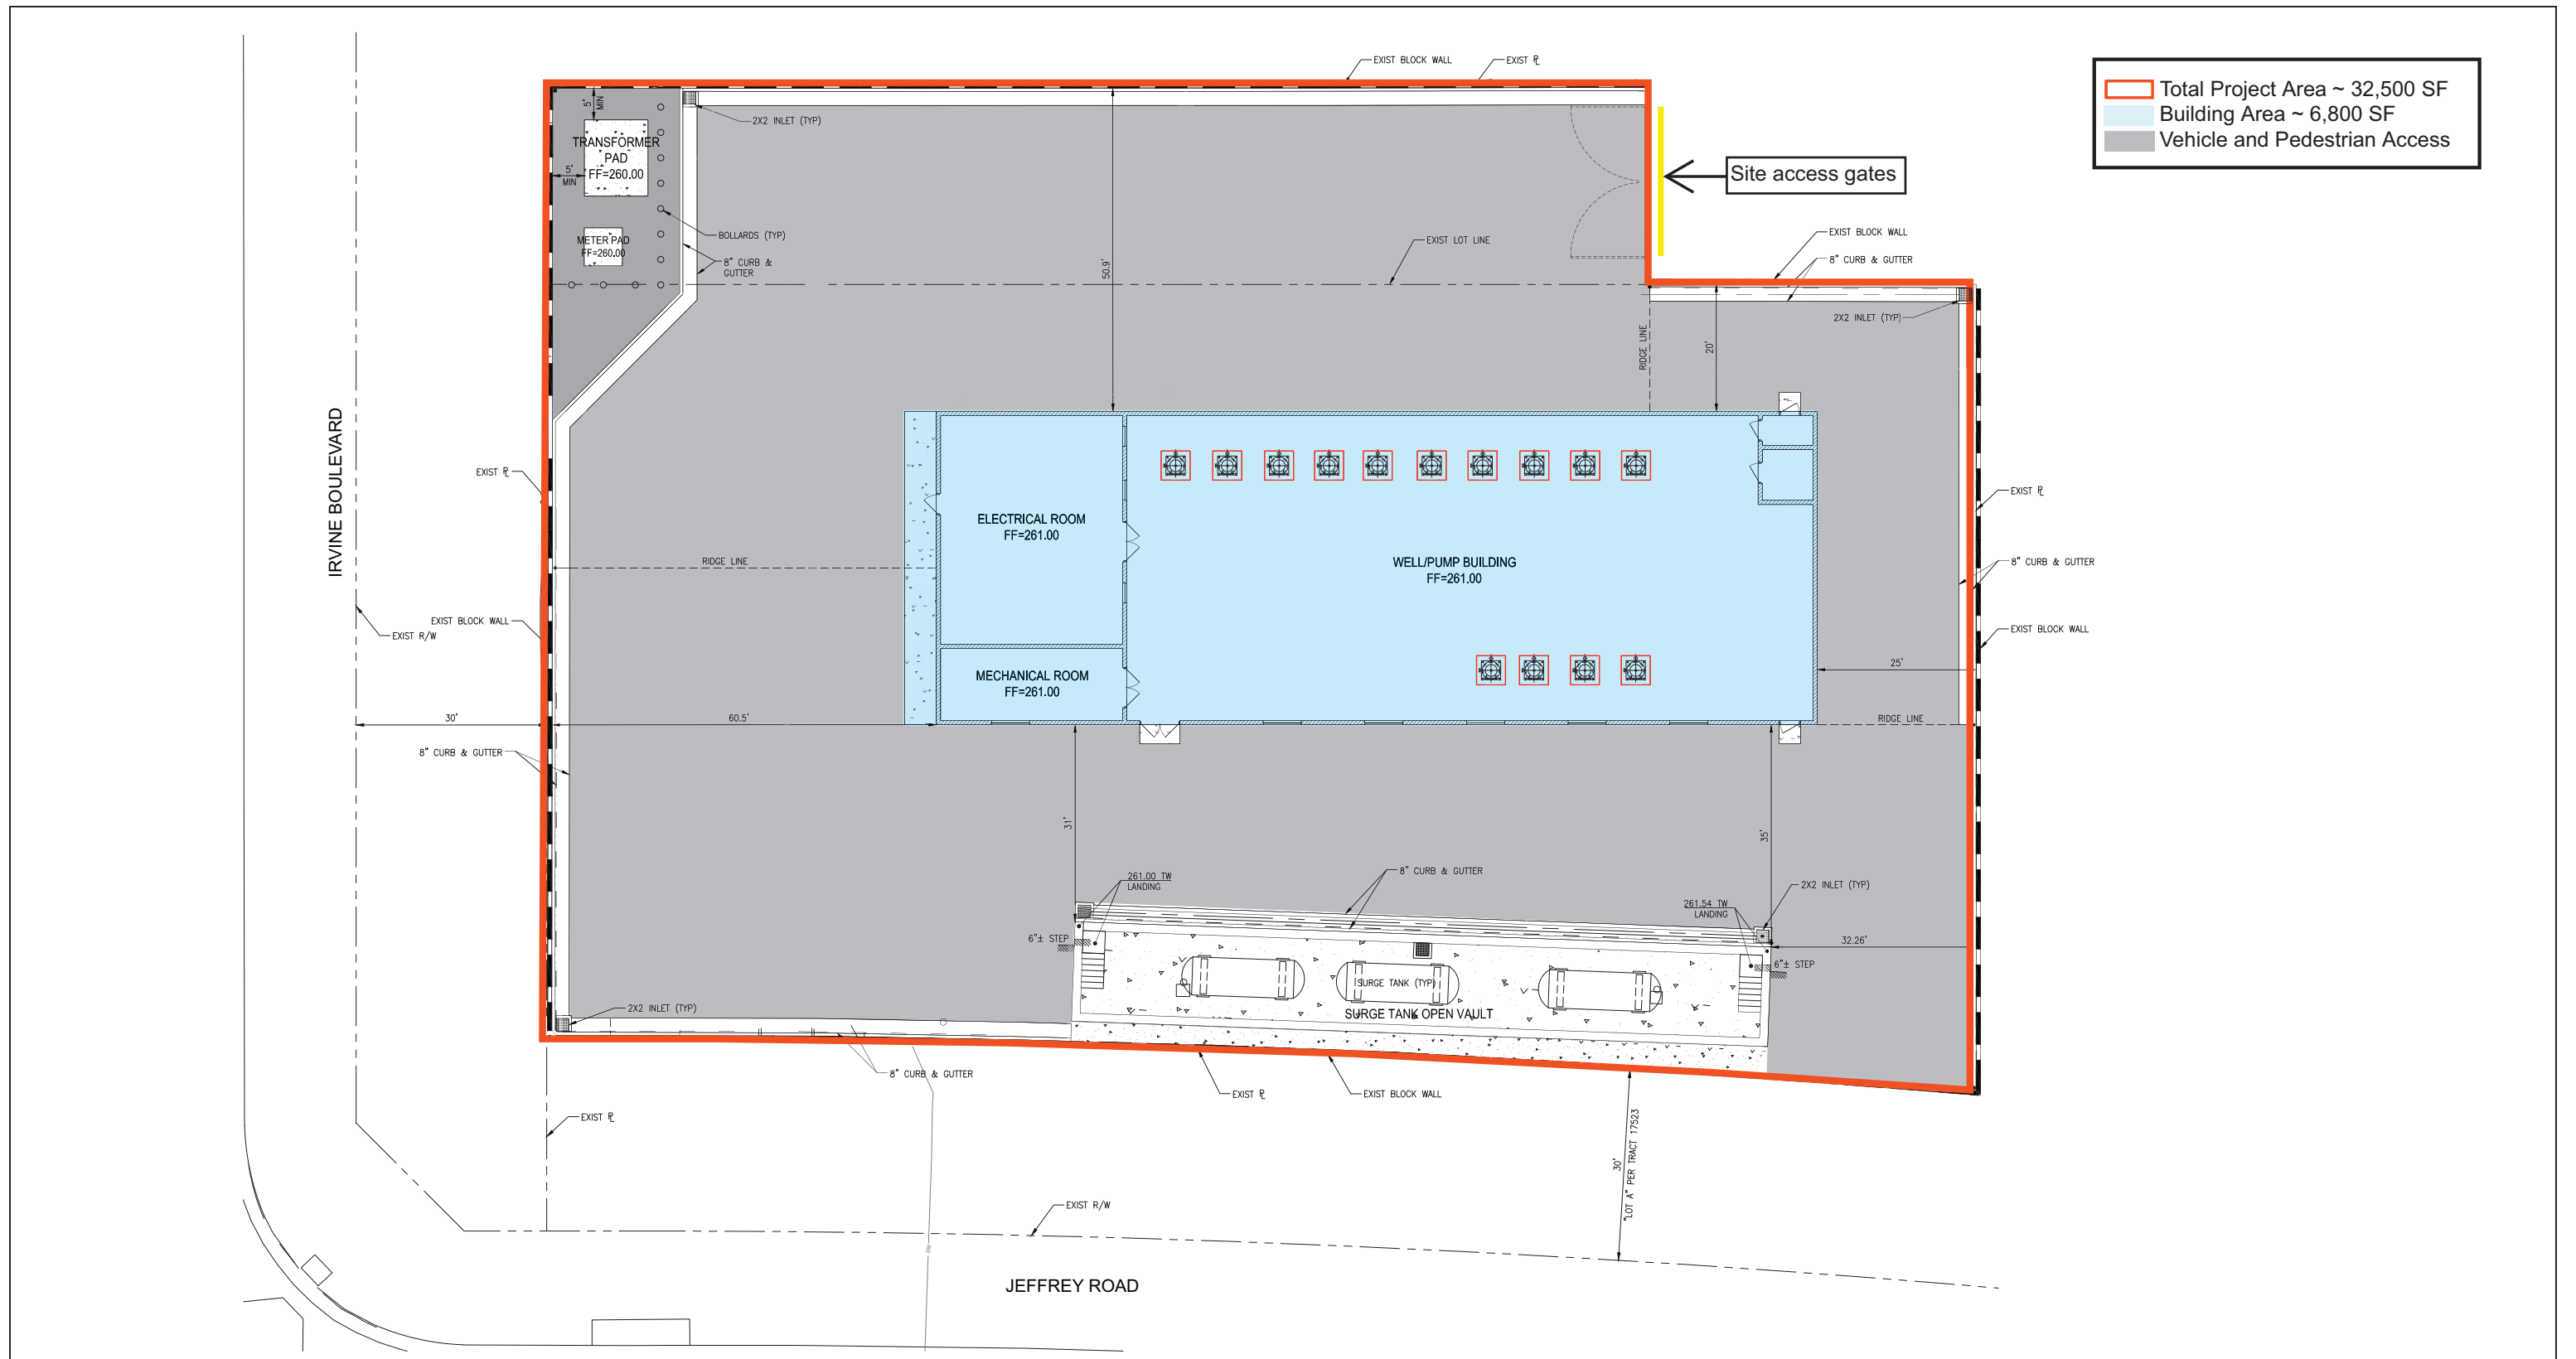 EXIST BLOCK WALL
EXIST PL
Total Project Area ~ 32,500 SF
Building Area ~ 6,800 SF
Vehicle and Pedestrian Access
5'
MIN
2X2 INLET (TYP)
TRANSFORMER
PAD
FF=260.00
5'
MIN
Site access gates
BOLLARDS (TYP)
METER PAD
FF=260.00
8" CURB &
GUTTER
50.9'
EXIST LOT LINE
EXIST BLOCK WALL
8" CURB & GUTTER
2X2 INLET (TYP)
RIDGE LINE
20'
IRVINE BOULEVARD
EXIST PL
EXIST PL
ELECTRICAL ROOM
FF=261.00
WELL/PUMP BUILDING
FF=261.00
RIDGE LINE
8" CURB & GUTTER
EXIST BLOCK WALL
EXIST R/W
EXIST BLOCK WALL
25'
MECHANICAL ROOM
FF=261.00
30'
60.5'
RIDGE LINE
8" CURB & GUTTER
31'
35'
8" CURB & GUTTER
261.00 TW
LANDING
2X2 INLET (TYP)
261.54 TW
LANDING
6"± STEP
32.26'
6"± STEP
SURGE TANK (TYP)
2X2 INLET (TYP)
SURGE TANK OPEN VAULT
8" CURB & GUTTER
EXIST PL
EXIST BLOCK WALL
EXIST PL
30'
"LOT A" PER TRACT 17523
EXIST R/W
JEFFREY ROAD